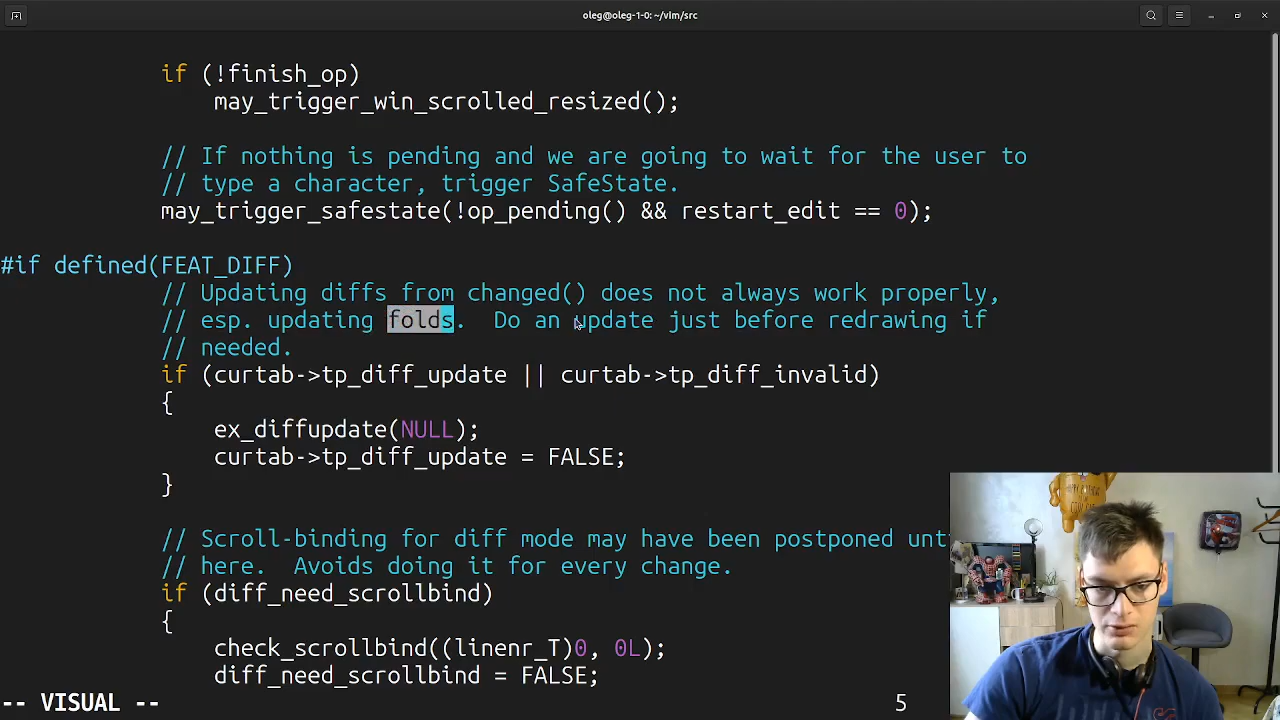 oleg@oleg-1-0: ~/vim/src
if (!finish_op)
may_trigger_win_scrolled_resized();
// If nothing is pending and we are going to wait for the user to
// type a character, trigger SafeState.
may_trigger_safestate(!op_pending() && restart_edit == 0);
#if defined(FEAT_DIFF)
// Updating diffs from changed() does not always work properly,
// esp. updating folds.  Do an update just before redrawing if
// needed.
if (curtab->tp_diff_update || curtab->tp_diff_invalid)
{
ex_diffupdate(NULL);
curtab->tp_diff_update = FALSE;
}
// Scroll-binding for diff mode may have been postponed
// here.  Avoids doing it for every change.
if (diff_need_scrollbind)
{
check_scrollbind((linenr_T)0, 0L);
diff_need_scrollbind = FALSE;
-- VISUAL -- 5